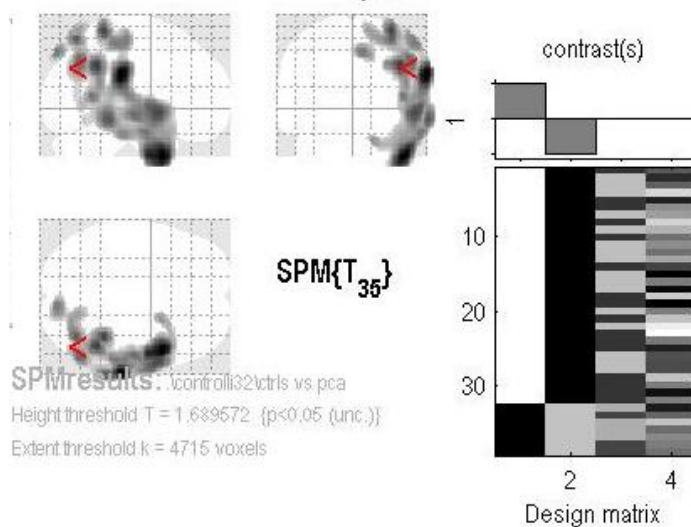 contrast(s)
1
SPM{T35}
10
20
30
SPMresults: .\controlli32\ctrls vs pca
Height threshold T = 1.689572 {p<0.05 (unc.)}
Extent threshold k = 4715 voxels
2 4
Design matrix